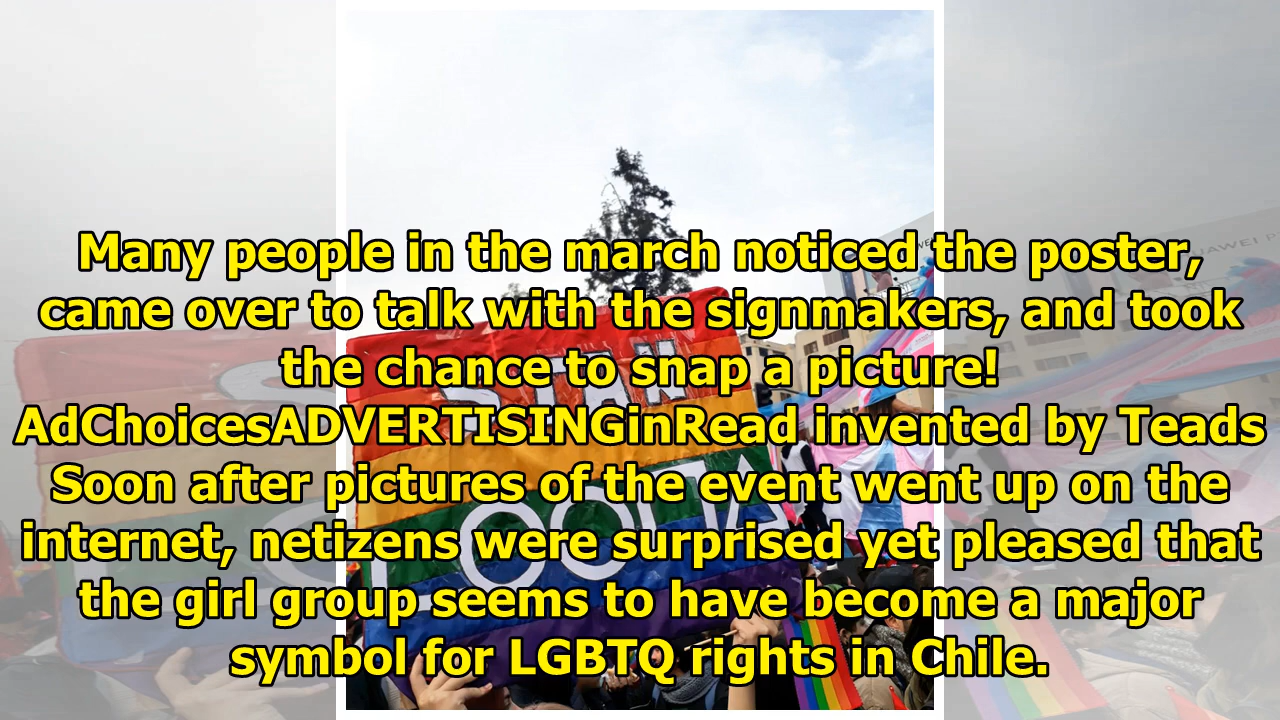 Many people in the march noticed the poster,
came over to talk with the signmakers, and took
the chance to snap a picture!
AdChoicesADVERTISINGinRead invented by Teads
Soon after pictures of the event went up on the
internet, netizens were surprised yet pleased that
the girl group seems to have become a major
symbol for LGBTQ rights in Chile.
STAN
LOONA
HUAWEI